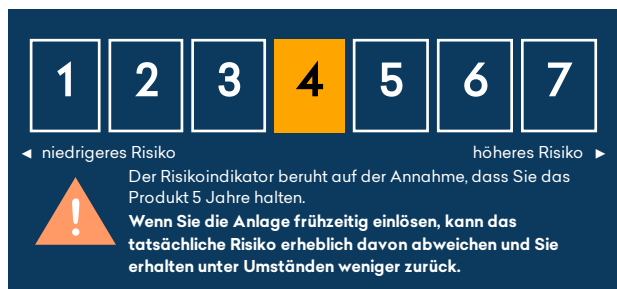 1 2 3 4 5 6 7
◄ niedrigeres Risiko höheres Risiko ►
Der Risikoindikator beruht auf der Annahme, dass Sie das
Produkt 5 Jahre halten.
Wenn Sie die Anlage frühzeitig einlösen, kann das
tatsächliche Risiko erheblich davon abweichen und Sie
erhalten unter Umständen weniger zurück.